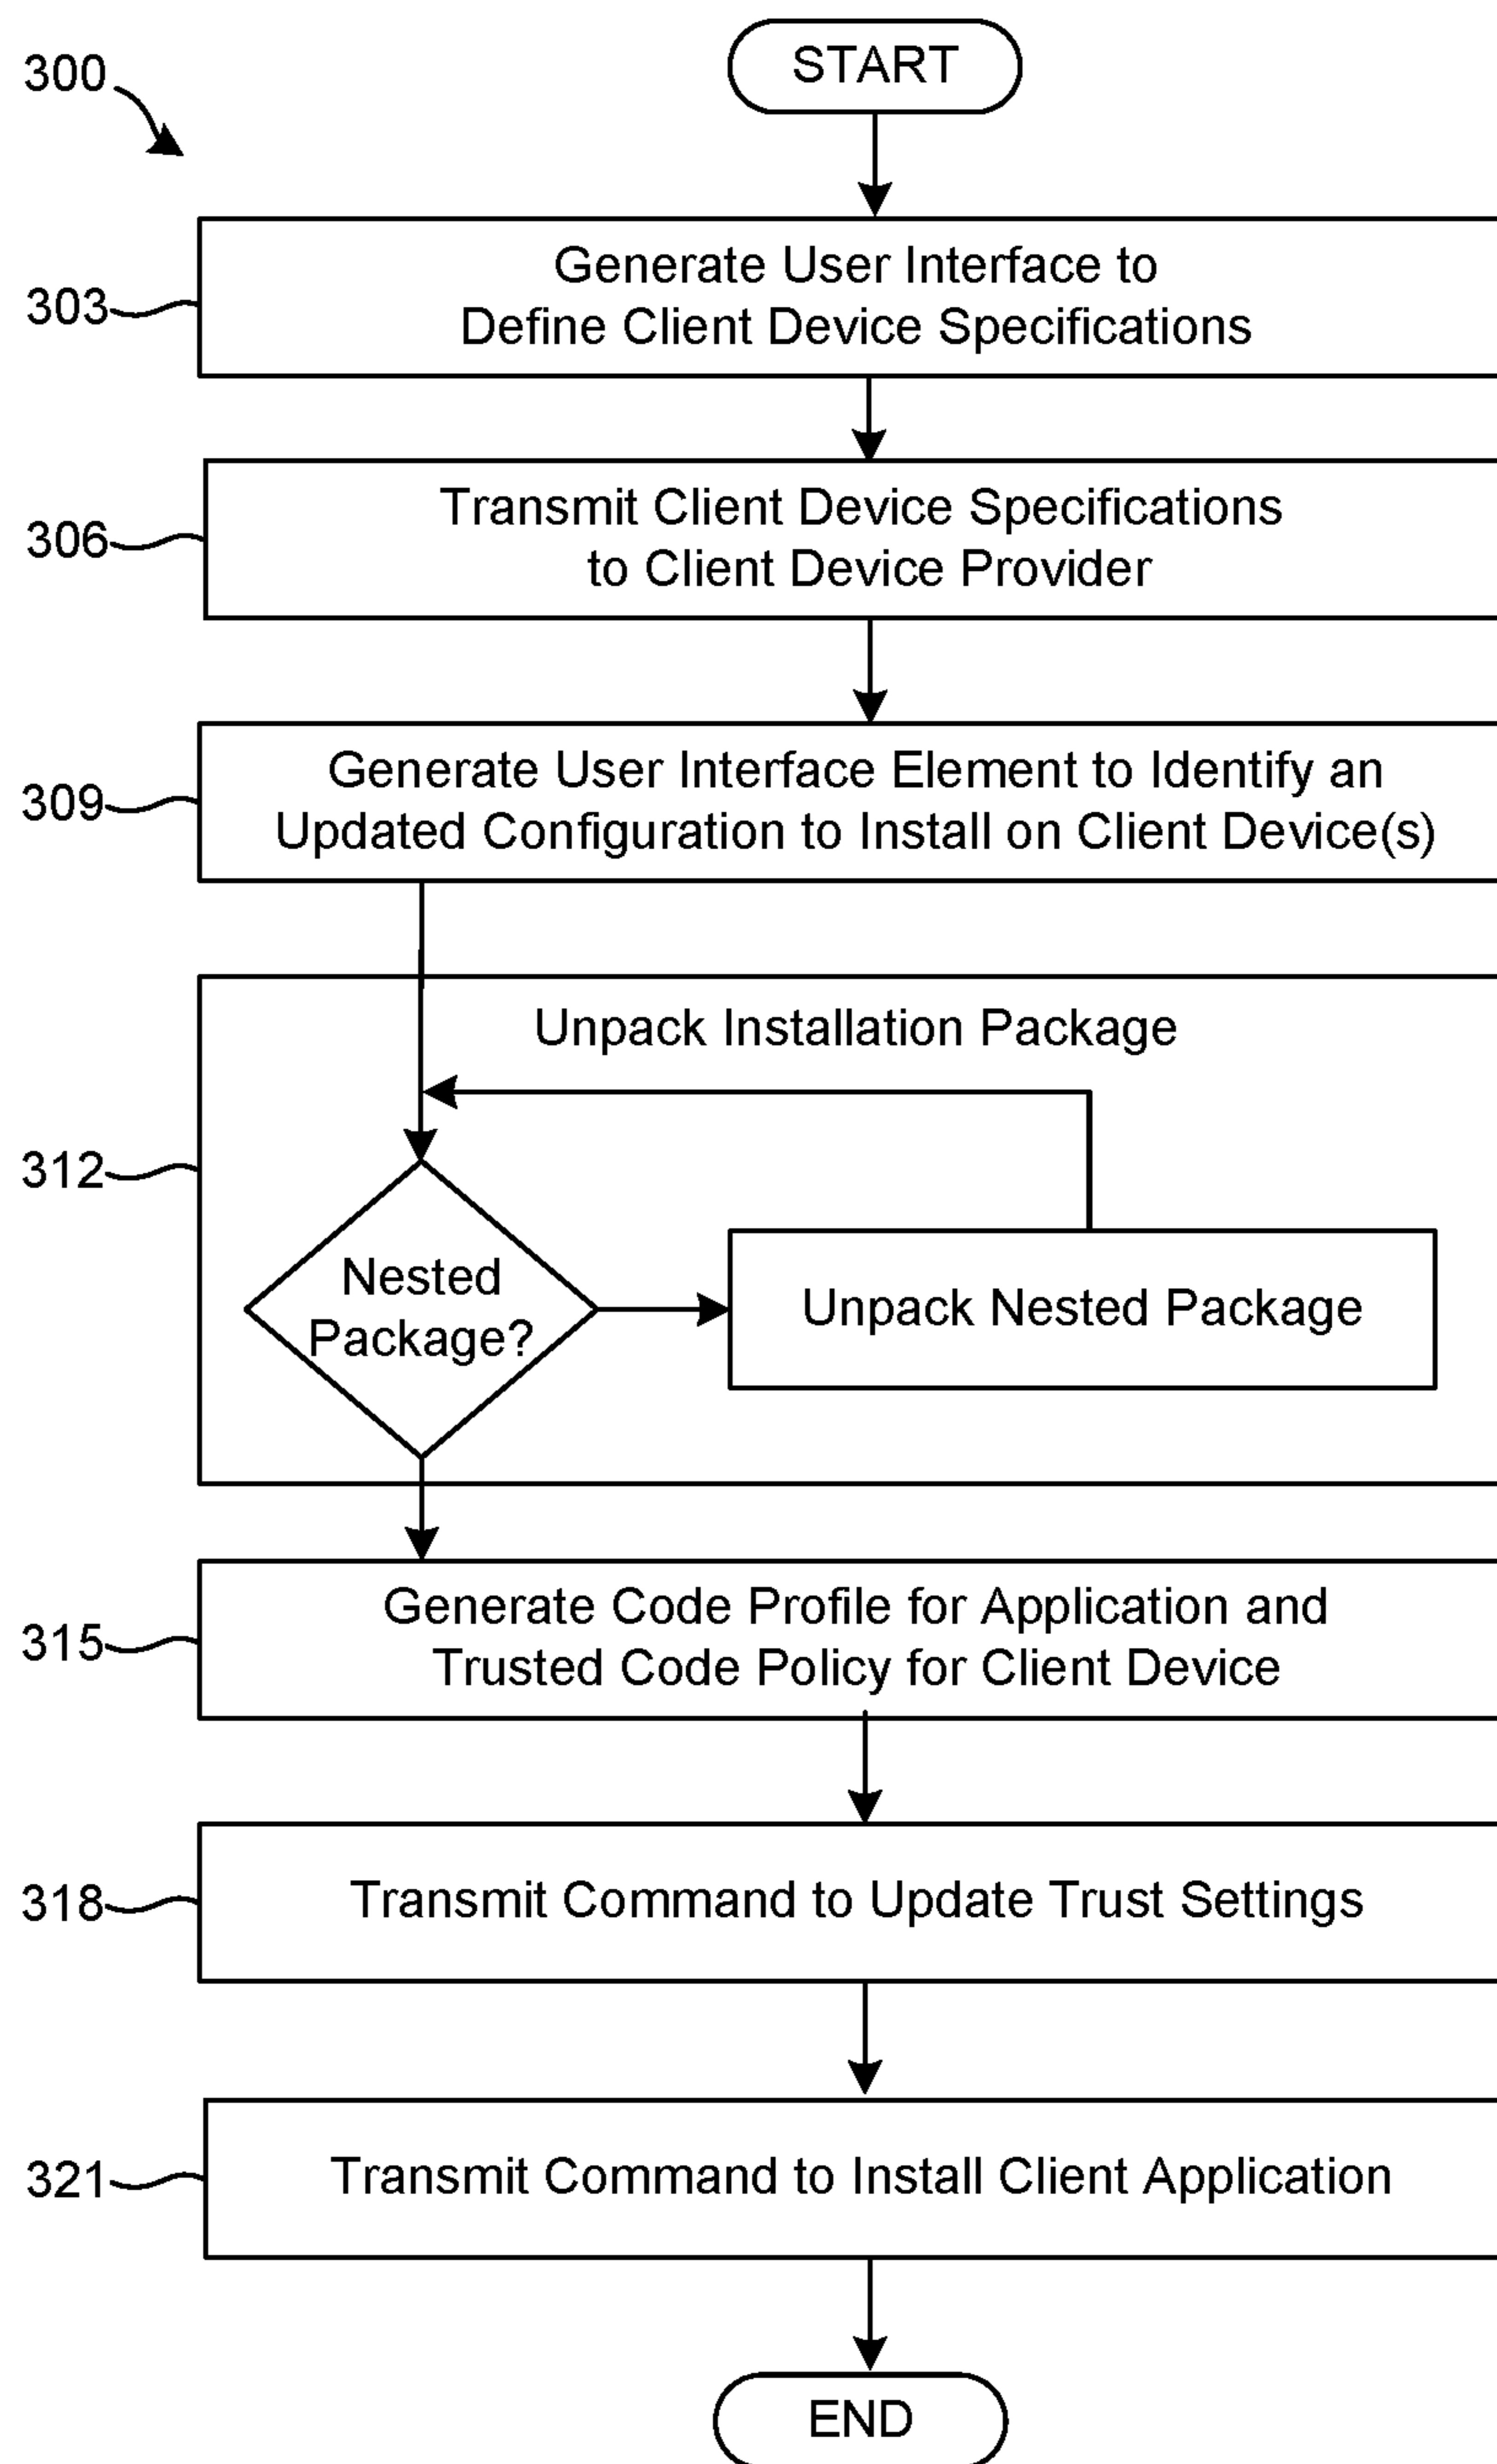 300
START
303
Generate User Interface to
Define Client Device Specifications
306
Transmit Client Device Specifications
to Client Device Provider
309
Generate User Interface Element to Identify an
Updated Configuration to Install on Client Device(s)
312
Unpack Installation Package
Nested
Package?
Unpack Nested Package
315
Generate Code Profile for Application and
Trusted Code Policy for Client Device
318
Transmit Command to Update Trust Settings
321
Transmit Command to Install Client Application
END